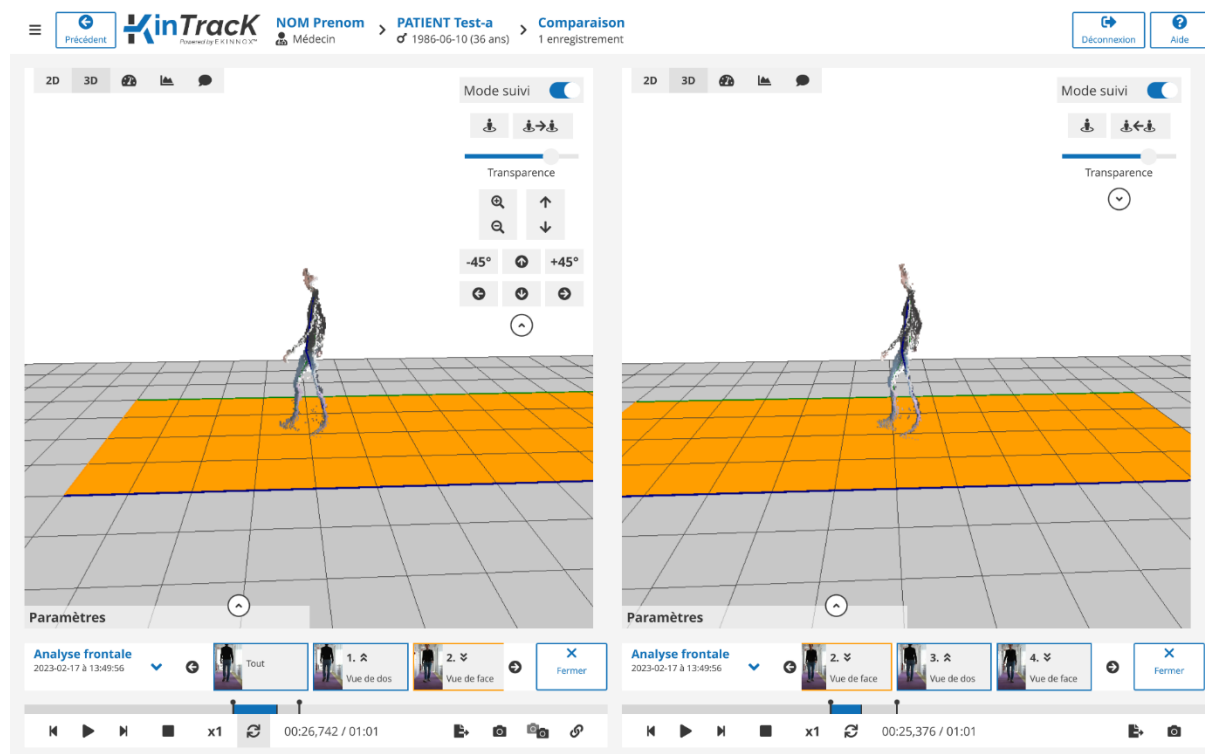 Précédent
KinTracK
Powered by EKINNOX
NOM Prenom
Médecin
PATIENT Test-a
1986-06-10 (36 ans)
Comparaison
1 enregistrement
Déconnexion
Aide
2D
3D
Mode suivi
Transparence
-45°
+45°
Paramètres
Analyse frontale
2023-02-17 à 13:49:56
Tout
1.
Vue de dos
2.
Vue de face
Fermer
x1
00:26,742 / 01:01
2D
3D
Mode suivi
Transparence
Paramètres
Analyse frontale
2023-02-17 à 13:49:56
2.
Vue de face
3.
Vue de dos
4.
Vue de face
Fermer
x1
00:25,376 / 01:01